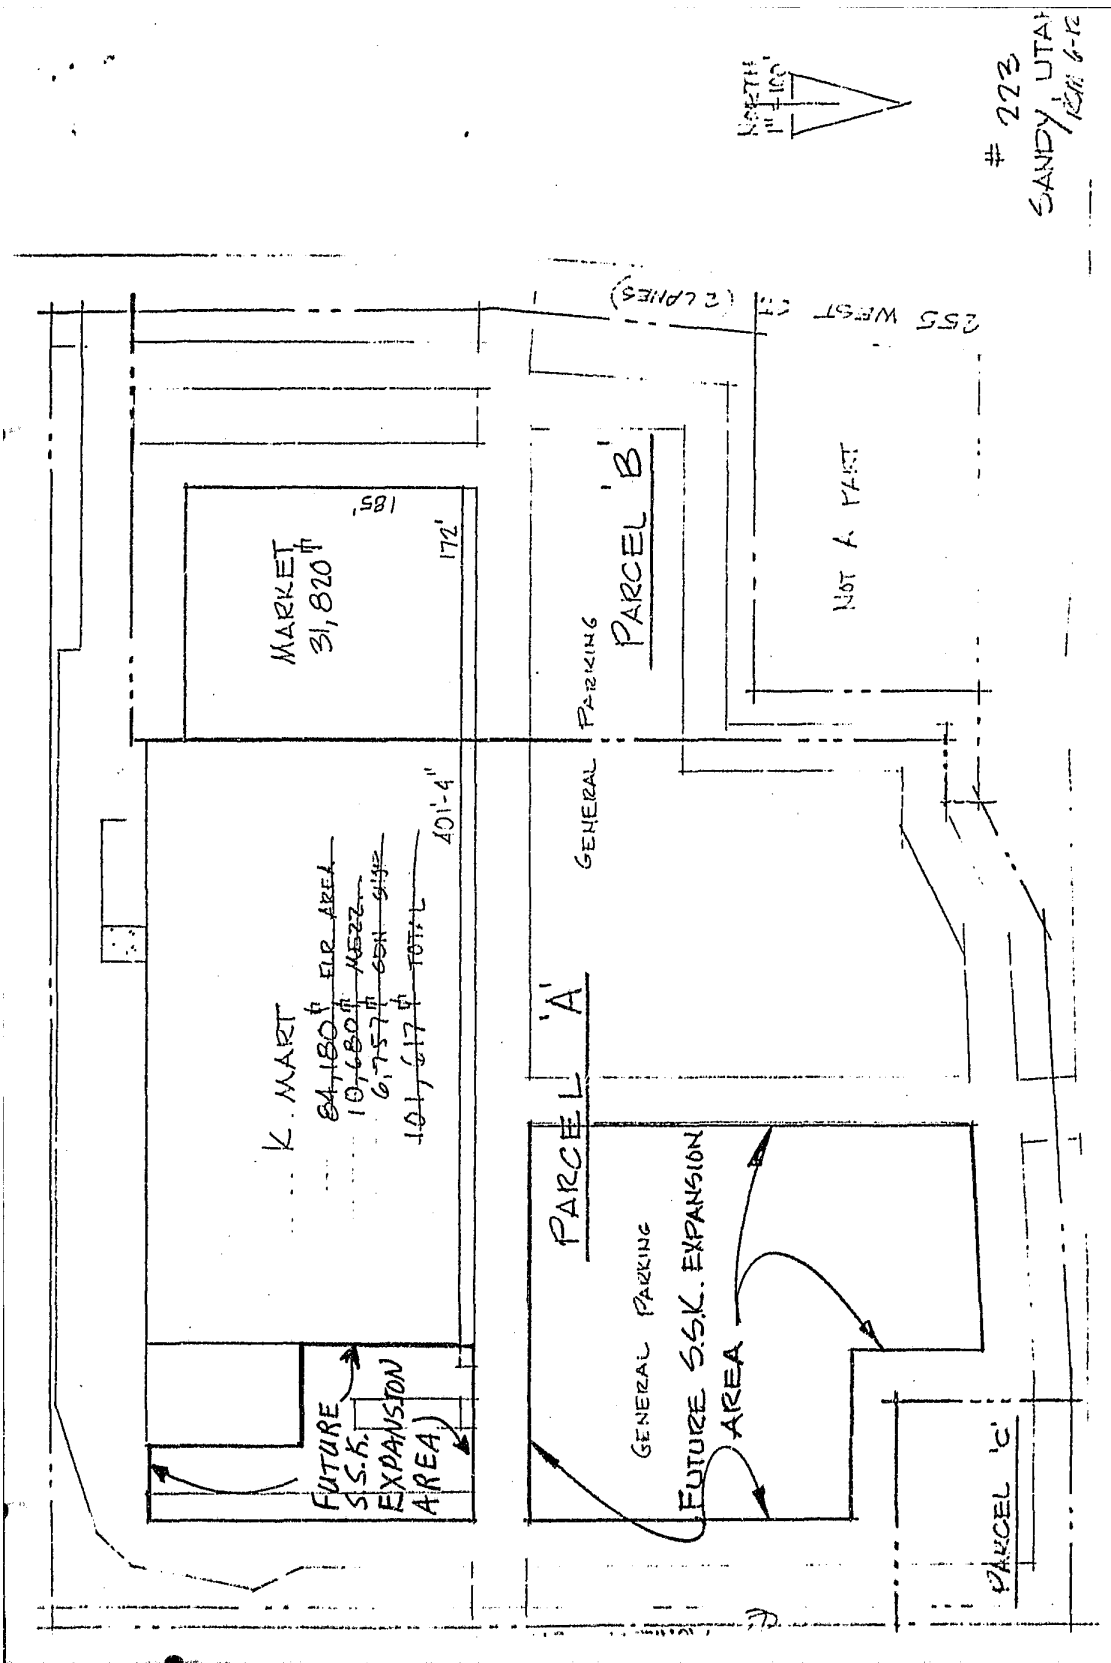 NORTH
1"=100'
# 223
SANDY, UTAH
255 WEST ST
(2 LANES)
MARKET
31,820
185'
172'
K. MART
84,180 FLR AREA
10,680 MEZZ.
6,757 GDN
101,617 TOTAL
401'-4"
GENERAL PARKING
PARCEL 'B'
NOT A PART
PARCEL 'A'
FUTURE
S.S.K.
EXPANSION
AREA
GENERAL PARKING
FUTURE S.S.K. EXPANSION
AREA
PARCEL 'C'